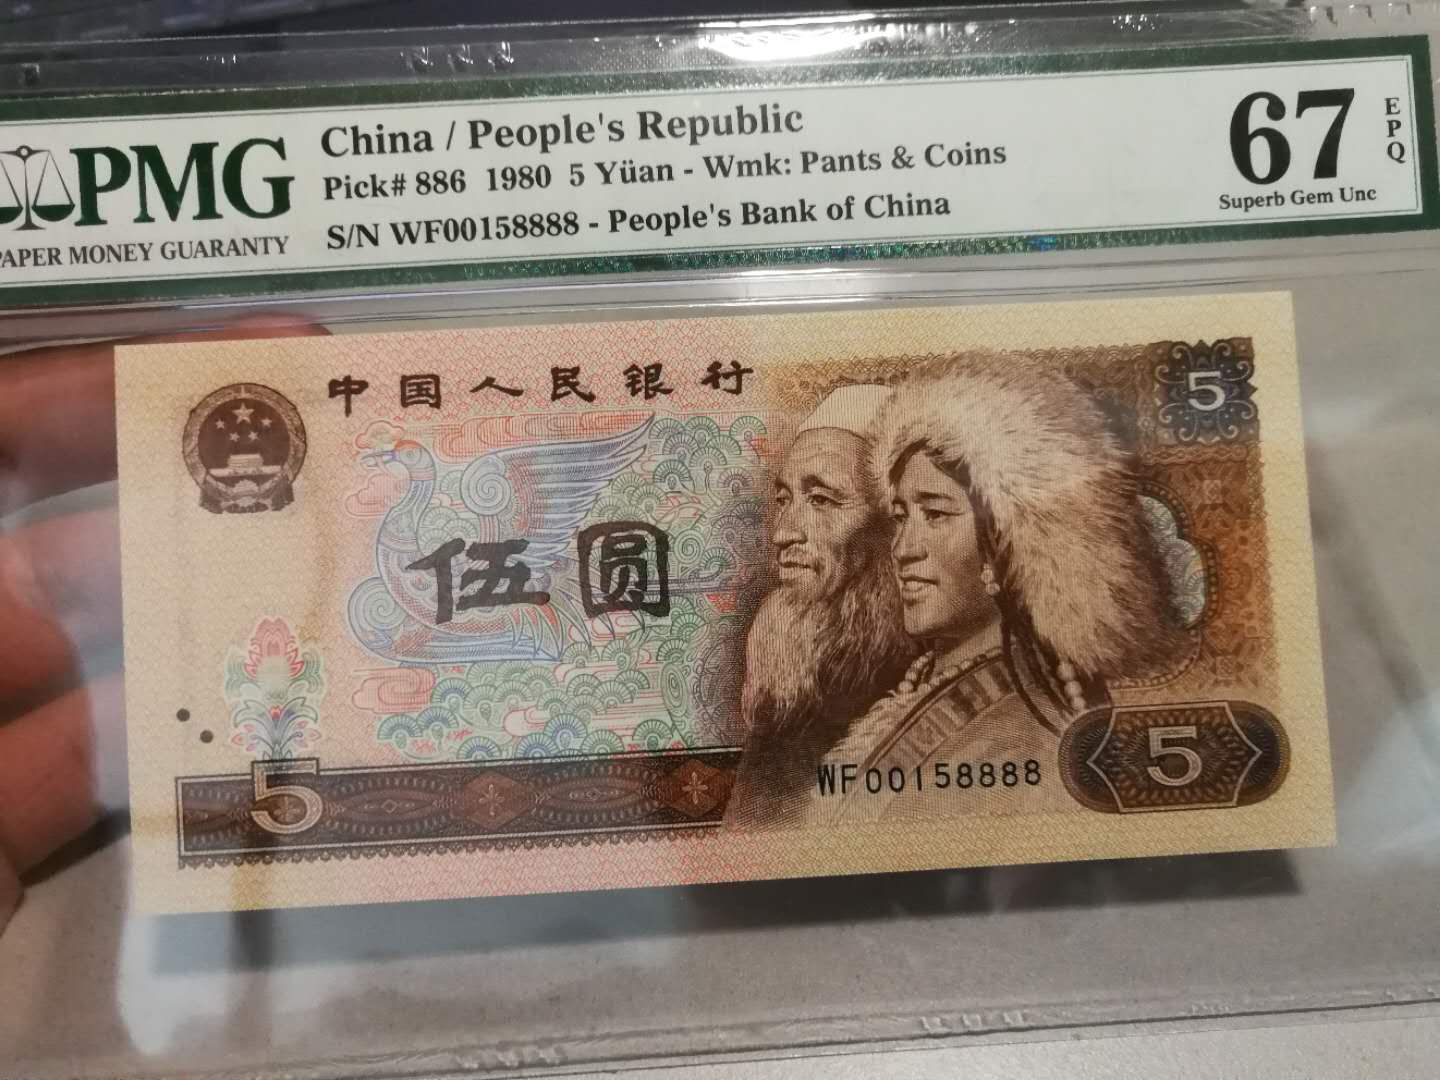 China / People's Republic
Pick# 886 1980 5 Yüan - Wmk: Pants & Coins
S/N WF00158888 - People's Bank of China
PMG
PAPER MONEY GUARANTY
67
EPQ
Superb Gem Unc
中国人民银行
5
伍圆
WF00158888
5
5